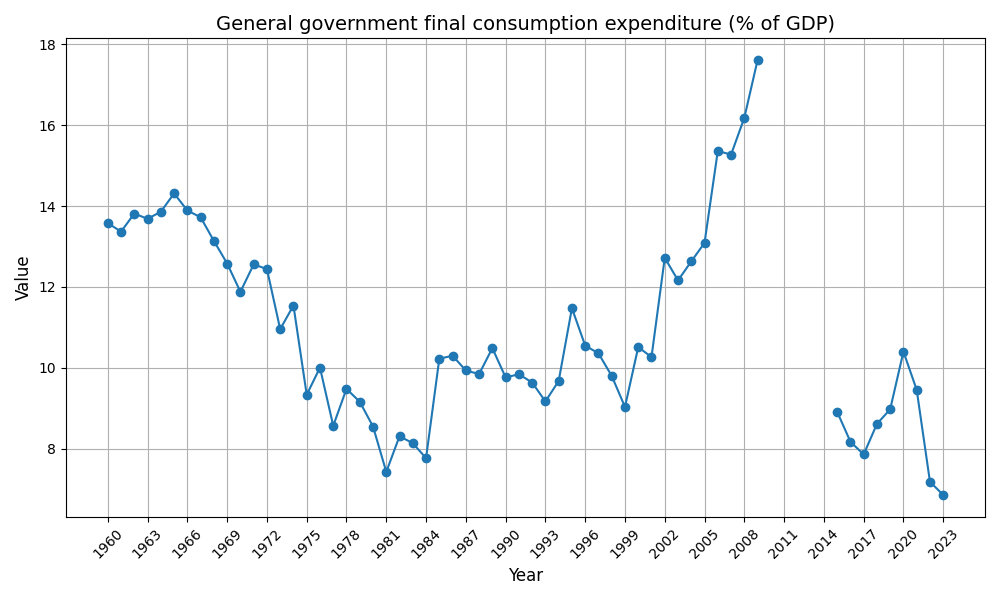 General government final consumption expenditure (% of GDP)
Value
18
16
14
12
10
8
1960 1963 1966 1969 1972 1975 1978 1981 1984 1987 1990 1993 1996 1999 2002 2005 2008 2011 2014 2017 2020 2023
Year